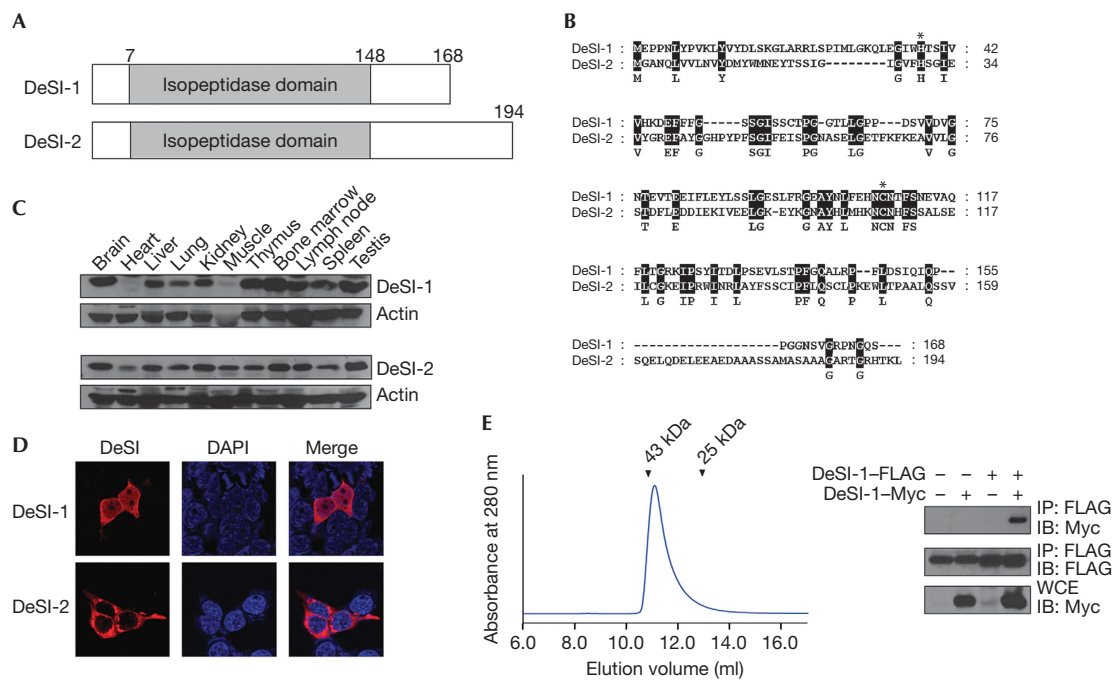 A
7 148 168
DeSI-1 Isopeptidase domain
194
DeSI-2 Isopeptidase domain
B
*
DeSI-1 : MEPPNLYPVKLYVYDLSKGLARRLSPIMLGKQLEGIWHTSIV : 42
DeSI-2 : MGANQLVVLNVYDMYWMNEYTSSIG--------IGVFHSGIE : 34
M L Y G H I
DeSI-1 : VHKDEFFFG-----SSGISSCTPG-GTLLGPP--DSVVDVG : 75
DeSI-2 : VYGREFAYGGHPYPFSGIFEISPGNASELGETFKFKEAVVLG : 76
V EF G SGI PG LG V G
*
DeSI-1 : NTEVTEEIFLEYLSSLGESLFRGEAYNLFEHNCNTFSNEVAQ : 117
DeSI-2 : STDFLEDDIEKIVEELGK-EYKGNAYHLMHKNCNHFSSALSE : 117
T E LG G AY L NCN FS
DeSI-1 : FLTGRKIPSYITDLPSEVLSTPFGQALRP--FLDSIQIQP-- : 155
DeSI-2 : ILCGKEIPRWINRLAYFSSCIPFLQSCLPKEWLTPAALQSSV : 159
L G IP I L PF Q P L Q
DeSI-1 : -------------------PGGNSVGRPNGQS--- : 168
DeSI-2 : SQELQDELEEAEDAAASSAMASAAAGARTGRHTKL : 194
G G
C
Brain Heart Liver Lung Kidney Muscle Thymus Bone marrow Lymph node Spleen Testis
DeSI-1
Actin
DeSI-2
Actin
D
DeSI DAPI Merge
DeSI-1
DeSI-2
E
43 kDa 25 kDa
Absorbance at 280 nm
6.0 8.0 10.0 12.0 14.0 16.0
Elution volume (ml)
DeSI-1–FLAG – – + +
DeSI-1–Myc – + – +
IP: FLAG
IB: Myc
IP: FLAG
IB: FLAG
WCE
IB: Myc